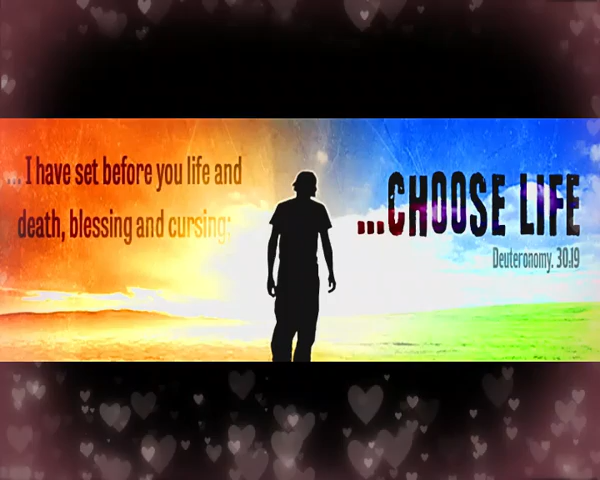 ... I have set before you life and
death, blessing and cursing:
...CHOOSE LIFE
Deuteronomy. 30:19